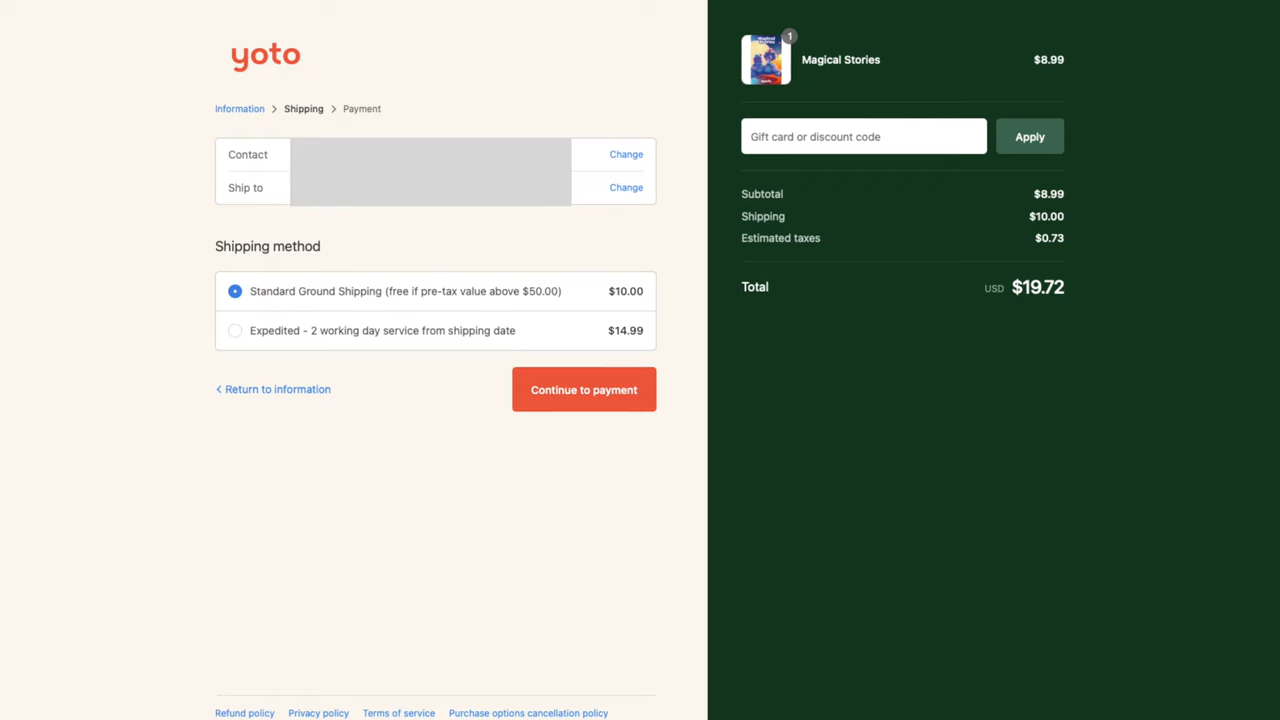 yoto
Information > Shipping > Payment
Contact Change
Ship to Change
Shipping method
Standard Ground Shipping (free if pre-tax value above $50.00) $10.00
Expedited - 2 working day service from shipping date $14.99
< Return to information
Continue to payment
Refund policy Privacy policy Terms of service Purchase options cancellation policy
1
Magical Stories $8.99
Gift card or discount code Apply
Subtotal $8.99
Shipping $10.00
Estimated taxes $0.73
Total USD $19.72